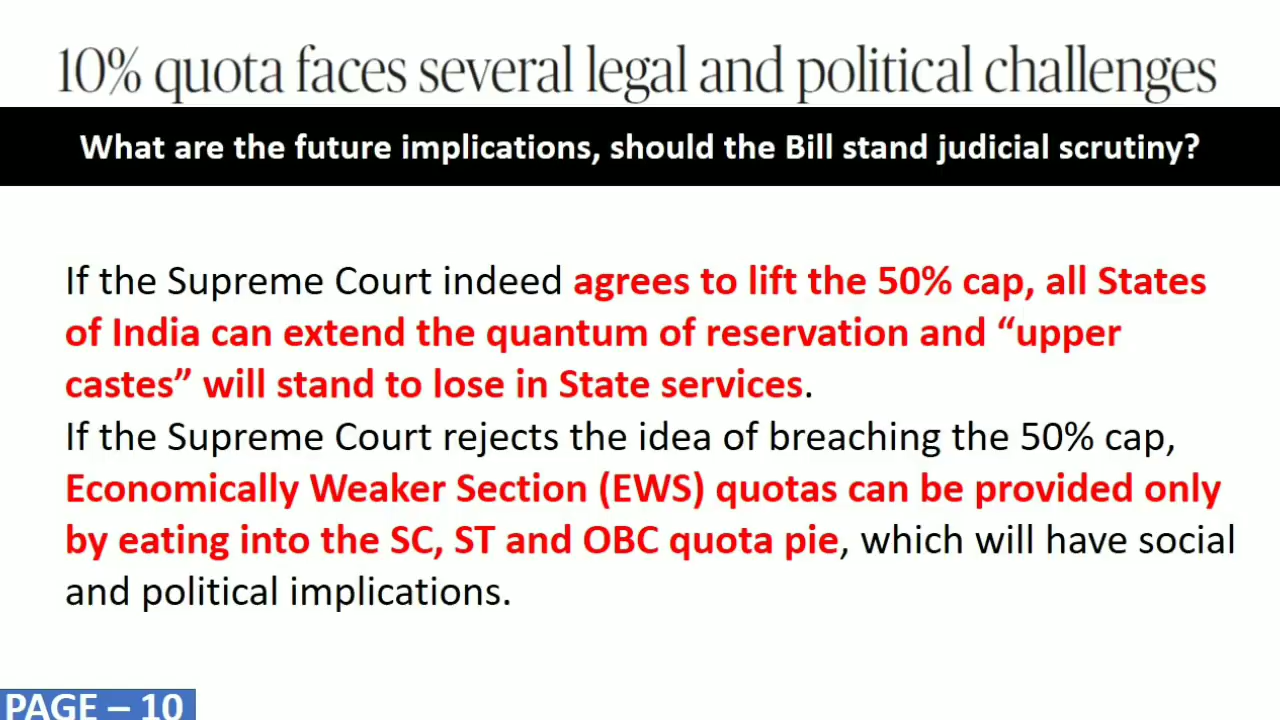 10% quota faces several legal and political challenges
What are the future implications, should the Bill stand judicial scrutiny?
If the Supreme Court indeed agrees to lift the 50% cap, all States
of India can extend the quantum of reservation and “upper
castes” will stand to lose in State services.
If the Supreme Court rejects the idea of breaching the 50% cap,
Economically Weaker Section (EWS) quotas can be provided only
by eating into the SC, ST and OBC quota pie, which will have social
and political implications.
PAGE – 10